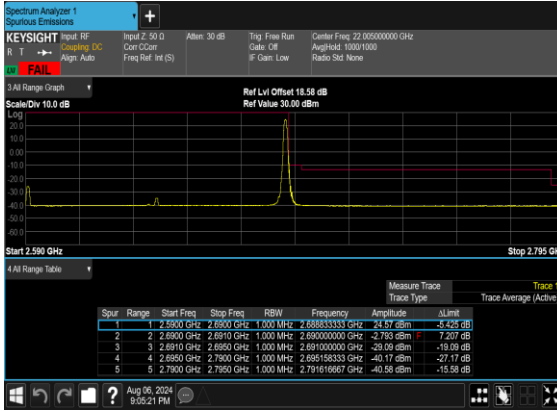 Spectrum Analyzer 1
Spurious Emissions
+
KEYSIGHT Input: RF Input Z: 50 Ω Atten: 30 dB Trig: Free Run Center Freq: 22.005000000 GHz
R T Coupling: DC Corr CCorr Gate: Off Avg|Hold: 1000/1000
Align: Auto Freq Ref: Int (S) IF Gain: Low Radio Std: None
FAIL
3 All Range Graph
Ref Lvl Offset 18.58 dB
Scale/Div 10.0 dB Ref Value 30.00 dBm
Log
20.0
10.0
0.00
-10.0
-20.0
-30.0
-40.0
-50.0
-60.0
Start 2.590 GHz Stop 2.795 GH
4 All Range Table
Measure Trace Trace 1
Trace Type Trace Average (Active
Spur Range Start Freq Stop Freq RBW Frequency Amplitude ΔLimit
1 1 2.5900 GHz 2.6900 GHz 1.000 MHz 2.688833333 GHz 24.57 dBm -5.425 dB
2 2 2.6900 GHz 2.6910 GHz 1.000 MHz 2.690000000 GHz -2.793 dBm F 7.207 dB
3 3 2.6910 GHz 2.6950 GHz 1.000 MHz 2.691000000 GHz -29.09 dBm -19.09 dB
4 4 2.6950 GHz 2.7900 GHz 1.000 MHz 2.695158333 GHz -40.17 dBm -27.17 dB
5 5 2.7900 GHz 2.7950 GHz 1.000 MHz 2.791616667 GHz -40.58 dBm -15.58 dB
?
Aug 06, 2024
9:05:21 PM